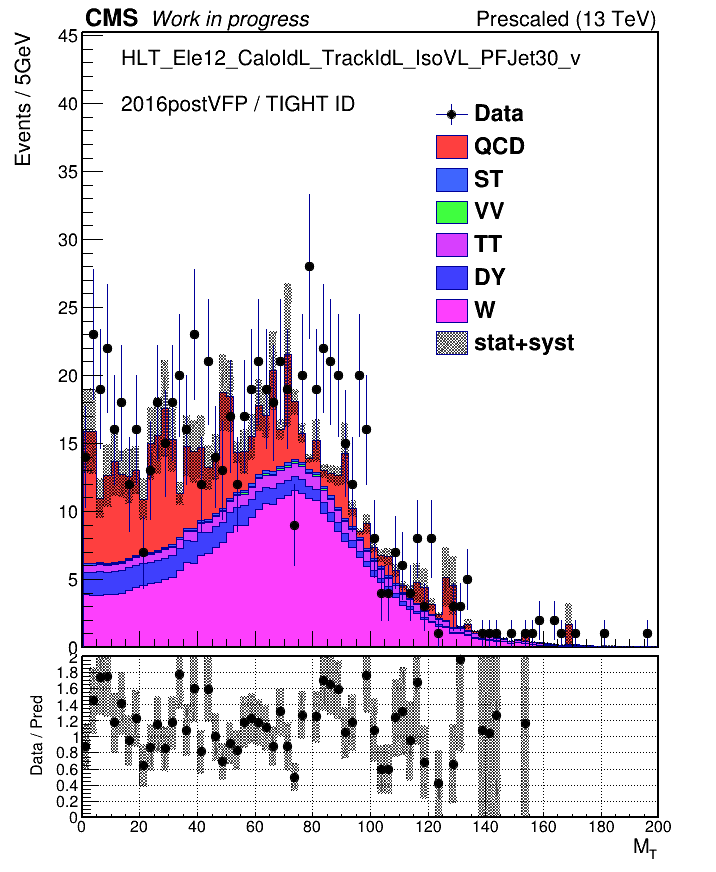 CMS Work in progress Prescaled (13 TeV)
Events / 5GeV
HLT_Ele12_CaloIdL_TrackIdL_IsoVL_PFJet30_v
2016postVFP / TIGHT ID
Data
QCD
ST
VV
TT
DY
W
stat+syst
45
40
35
30
25
20
15
10
5
0
Data / Pred
2
1.8
1.6
1.4
1.2
1
0.8
0.6
0.4
0.2
0
0 20 40 60 80 100 120 140 160 180 200
M_T